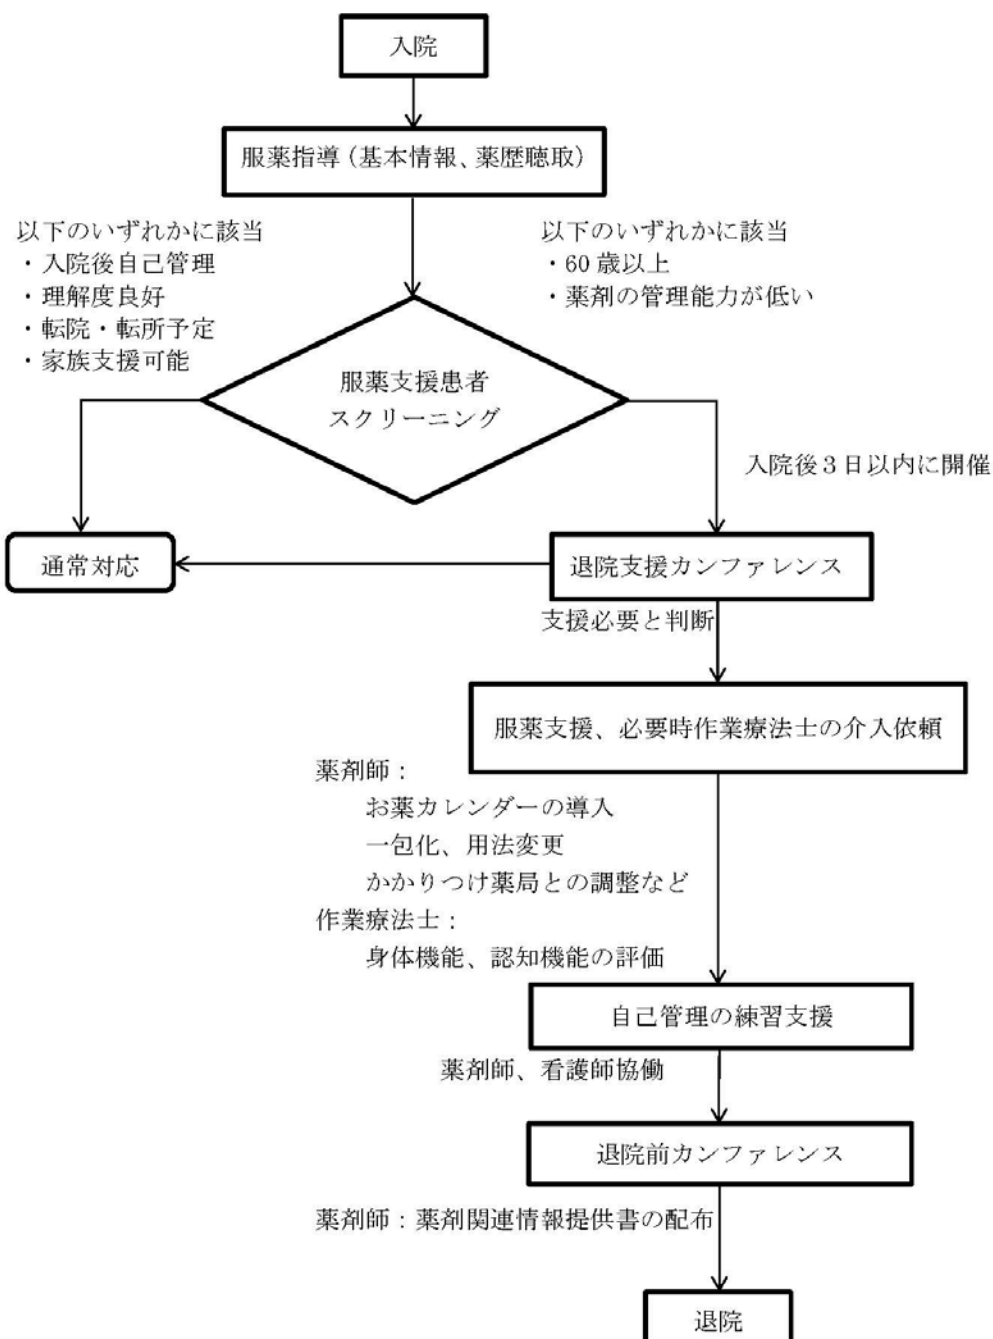 入院
服薬指導（基本情報、薬歴聴取）
以下のいずれかに該当
・入院後自己管理
・理解度良好
・転院・転所予定
・家族支援可能
以下のいずれかに該当
・60 歳以上
・薬剤の管理能力が低い
服薬支援患者
スクリーニング
入院後３日以内に開催
通常対応
退院支援カンファレンス
支援必要と判断
服薬支援、必要時作業療法士の介入依頼
薬剤師：
お薬カレンダーの導入
一包化、用法変更
かかりつけ薬局との調整など
作業療法士：
身体機能、認知機能の評価
自己管理の練習支援
薬剤師、看護師協働
退院前カンファレンス
薬剤師：薬剤関連情報提供書の配布
退院